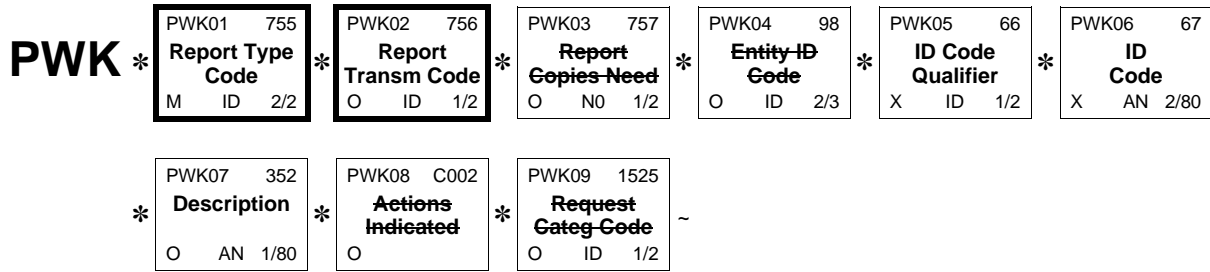 PWK01 755 PWK02 756 PWK03 757 PWK04 98 PWK05 66 PWK06 67
PWK * Report Type * Report * Report * Entity ID * ID Code * ID
Code Transm Code Copies Need Code Qualifier Code
M ID 2/2 O ID 1/2 O N0 1/2 O ID 2/3 X ID 1/2 X AN 2/80
PWK07 352 PWK08 C002 PWK09 1525
* Description * Actions * Request ~
Indicated Categ Code
O AN 1/80 O O ID 1/2